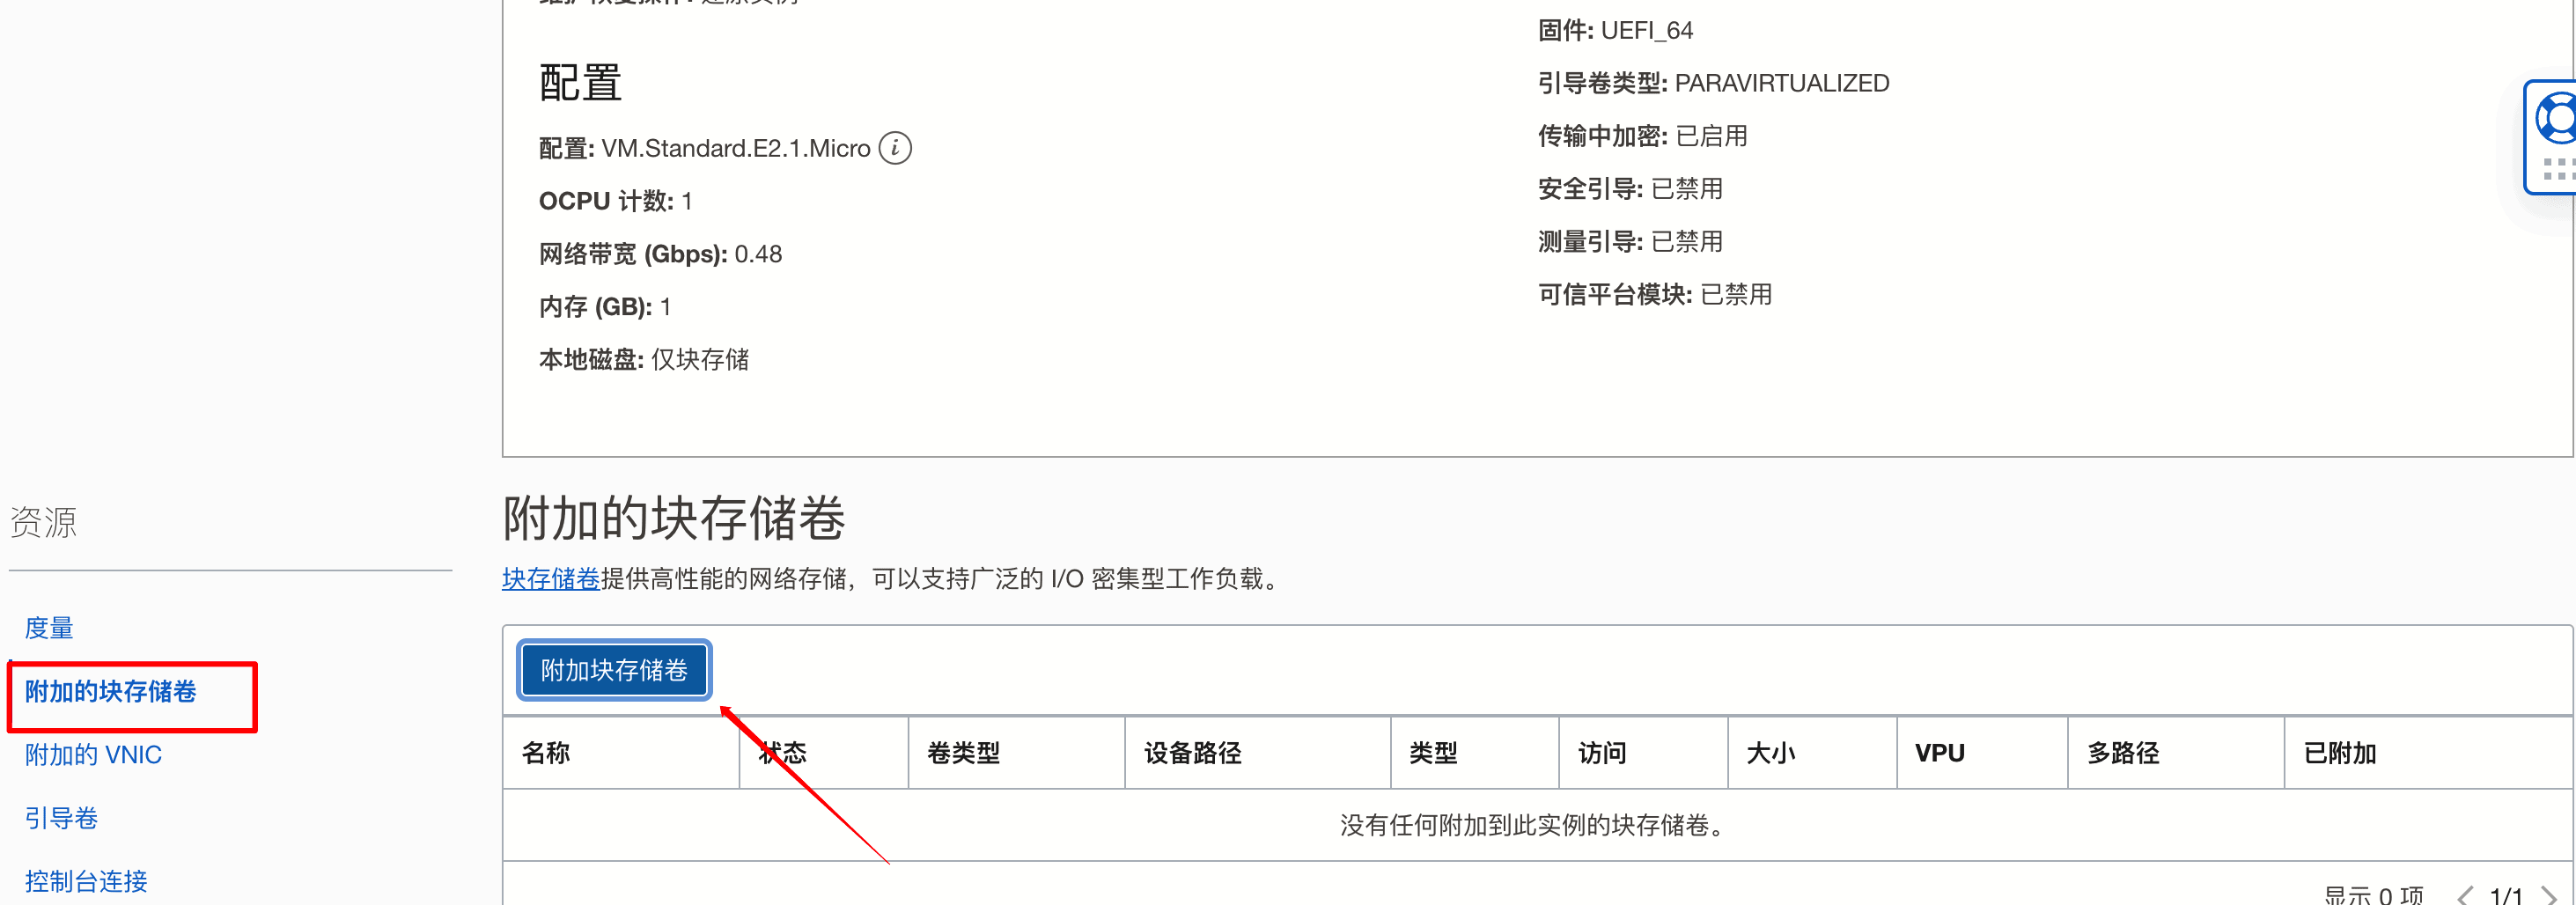 固件: UEFI_64
配置
引导卷类型: PARAVIRTUALIZED
配置: VM.Standard.E2.1.Micro i
传输中加密: 已启用
OCPU 计数: 1
安全引导: 已禁用
网络带宽 (Gbps): 0.48
测量引导: 已禁用
内存 (GB): 1
可信平台模块: 已禁用
本地磁盘: 仅块存储
资源
度量
附加的块存储卷
附加的 VNIC
引导卷
控制台连接
附加的块存储卷
块存储卷提供高性能的网络存储，可以支持广泛的 I/O 密集型工作负载。
附加块存储卷
名称 状态 卷类型 设备路径 类型 访问 大小 VPU 多路径 已附加
没有任何附加到此实例的块存储卷。
显示 0 项 < 1/1 >